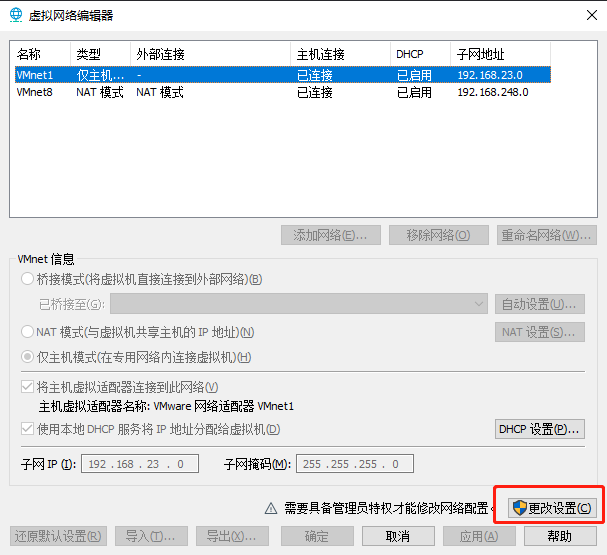 虚拟网络编辑器
名称 类型 外部连接 主机连接 DHCP 子网地址
VMnet1 仅主机... - 已连接 已启用 192.168.23.0
VMnet8 NAT 模式 NAT 模式 已连接 已启用 192.168.248.0
添加网络(E)... 移除网络(O) 重命名网络(W)...
VMnet 信息
桥接模式(将虚拟机直接连接到外部网络)(B)
已桥接至(G): 自动设置(U)...
NAT 模式(与虚拟机共享主机的 IP 地址)(N) NAT 设置(S)...
仅主机模式(在专用网络内连接虚拟机)(H)
将主机虚拟适配器连接到此网络(V)
主机虚拟适配器名称: VMware 网络适配器 VMnet1
使用本地 DHCP 服务将 IP 地址分配给虚拟机(D) DHCP 设置(P)...
子网 IP (I): 192 . 168 . 23 . 0 子网掩码(M): 255 . 255 . 255 . 0
需要具备管理员特权才能修改网络配置。 更改设置(C)
还原默认设置(R) 导入(T)... 导出(X)... 确定 取消 应用(A) 帮助